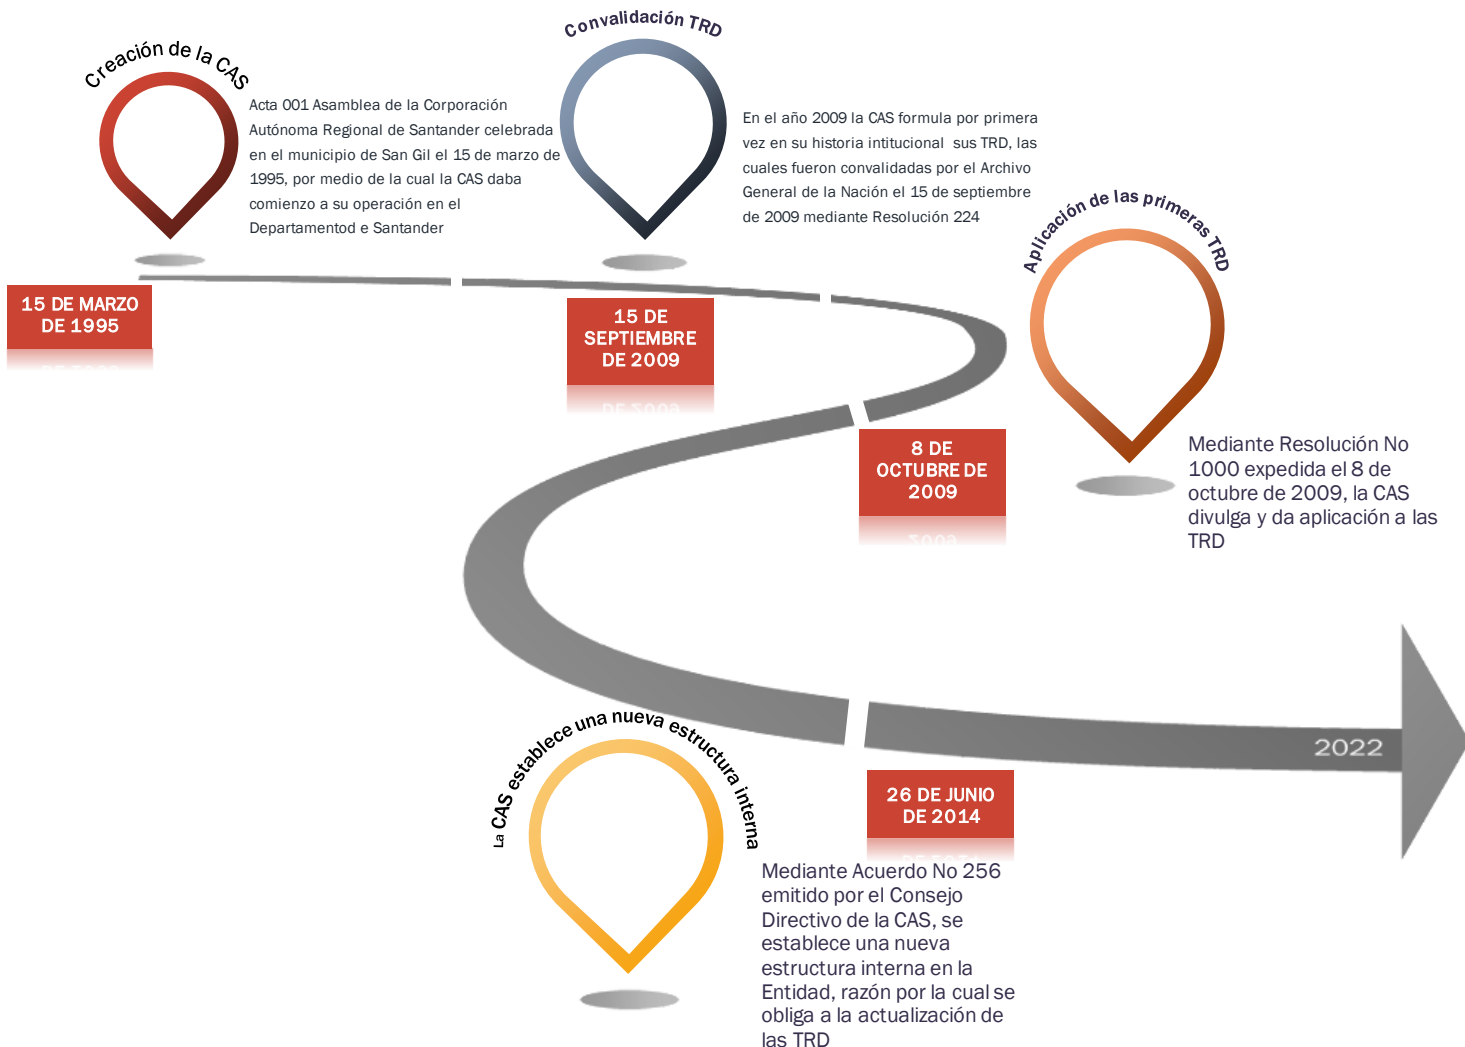 Creación de la CAS
Acta 001 Asamblea de la Corporación
Autónoma Regional de Santander celebrada
en el municipio de San Gil el 15 de marzo de
1995, por medio de la cual la CAS daba
comienzo a su operación en el
Departamentod e Santander
15 DE MARZO
DE 1995
Convalidación TRD
En el año 2009 la CAS formula por primera
vez en su historia intitucional sus TRD, las
cuales fueron convalidadas por el Archivo
General de la Nación el 15 de septiembre
de 2009 mediante Resolución 224
15 DE
SEPTIEMBRE
DE 2009
Aplicación de las primeras TRD
8 DE
OCTUBRE DE
2009
Mediante Resolución No
1000 expedida el 8 de
octubre de 2009, la CAS
divulga y da aplicación a las
TRD
La CAS establece una nueva estructura interna
26 DE JUNIO
DE 2014
Mediante Acuerdo No 256
emitido por el Consejo
Directivo de la CAS, se
establece una nueva
estructura interna en la
Entidad, razón por la cual se
obliga a la actualización de
las TRD
2022